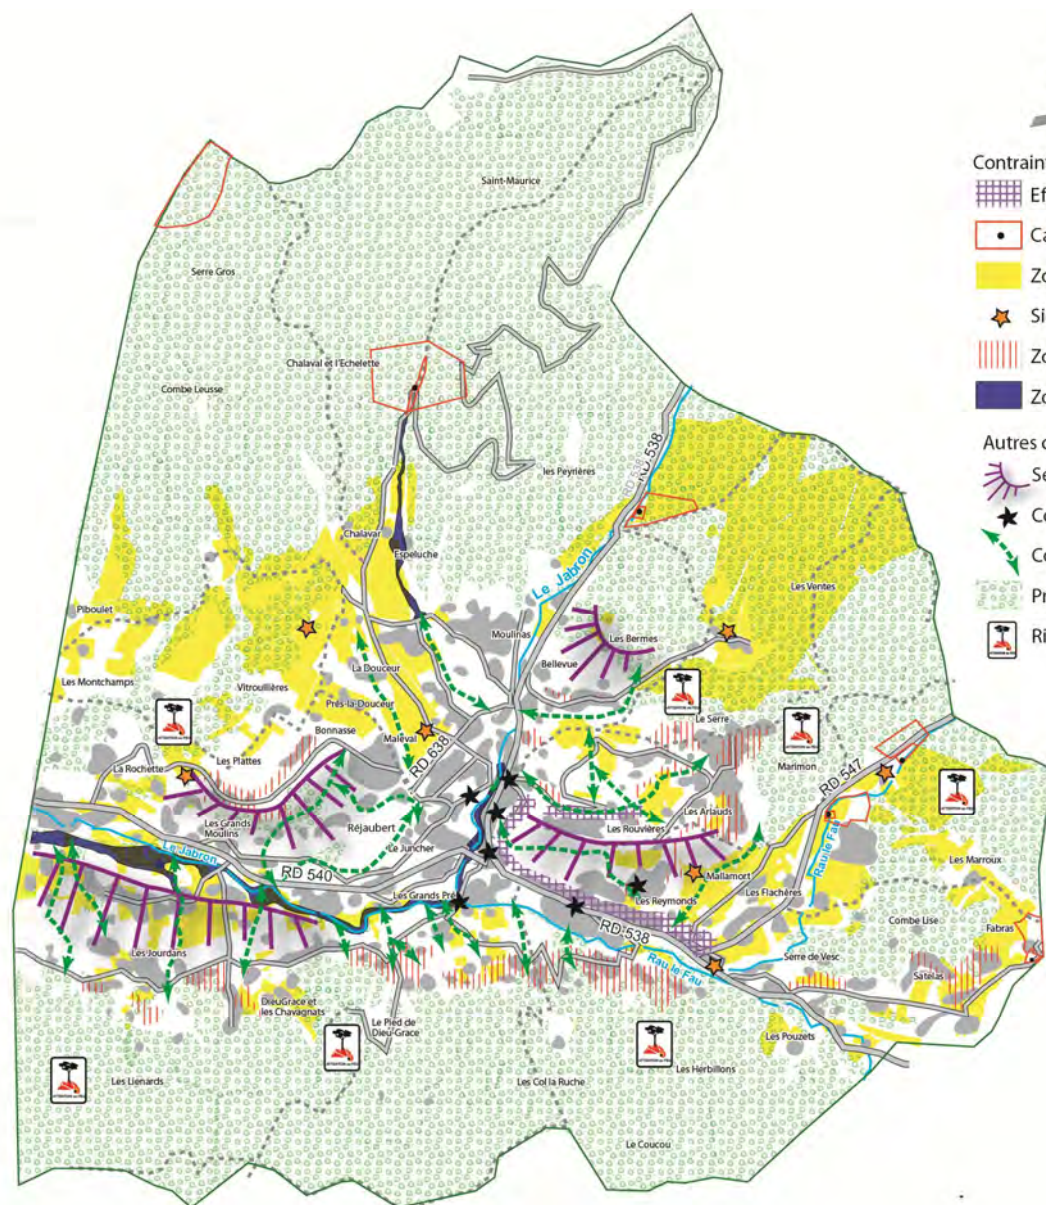 Saint-Maurice
Contraint
Ef
Ca
Serre Gros
Zo
Si
Zo
Chalaval et l'Echelette
Combe Leusse
Zo
RD 538
Autres c
les Peyrières
Sé
Co
Chalaval
Espeluche
Le Jabron
Co
Les Ventes
Pr
Piboulet
Moulinas
Les Bermes
Ri
Bellevue
La Douceur
Les Montchamps
Vitrouillères
Prés-la-Douceur
Le Serre
Bonnasse
Maleval
RD 638
Les Plattes
La Rochette
Marimon
RD 547
Les Arlauds
Les Grands
Moulins
Réjaubert
Les Rouvières
Le Jabron
Le Juncher
Rau le Fau
Les Marroux
RD 540
Mallamort
Les Flachères
Les Grands Prés
Les Reymonds
Combe Lise
Fabras
RD 538
Les Jourdans
Serre de Vesc
Rau le Fau
Satelas
DieuGrace et
les Chavagnats
Le Pied de
Dieu-Grace
Les Pouzets
Les Lienards
Les Col la Ruche
Les Herbillons
Le Coucou